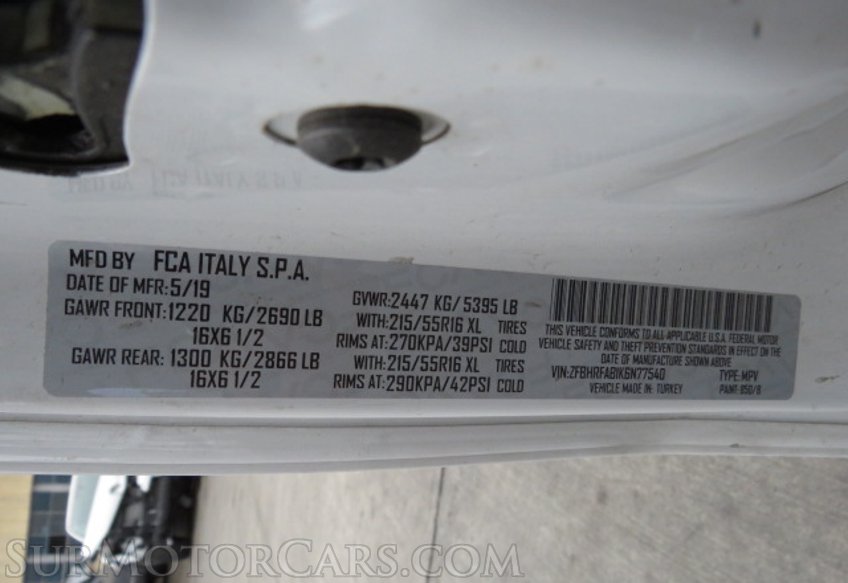 MFD BY FCA ITALY S.P.A.
DATE OF MFR:5/19
GAWR FRONT:1220 KG/2690 LB
16X6 1/2
GAWR REAR: 1300 KG/2866 LB
16X6 1/2
GVWR:2447 KG/5395 LB
WITH:215/55R16 XL TIRES
RIMS AT:270KPA/39PSI COLD
WITH:215/55R16 XL TIRES
RIMS AT:290KPA/42PSI COLD
THIS VEHICLE CONFORMS TO ALL APPLICABLE U.S.A. FEDERAL MOTOR
VEHICLE SAFETY AND THEFT PREVENTION STANDARDS IN EFFECT ON THE
DATE OF MANUFACTURE SHOWN ABOVE
VIN:ZFBHRFAB1K6N77540 TYPE:MPV
VEHICLE MADE IN: TURKEY PAINT:
SurMotorCars.com